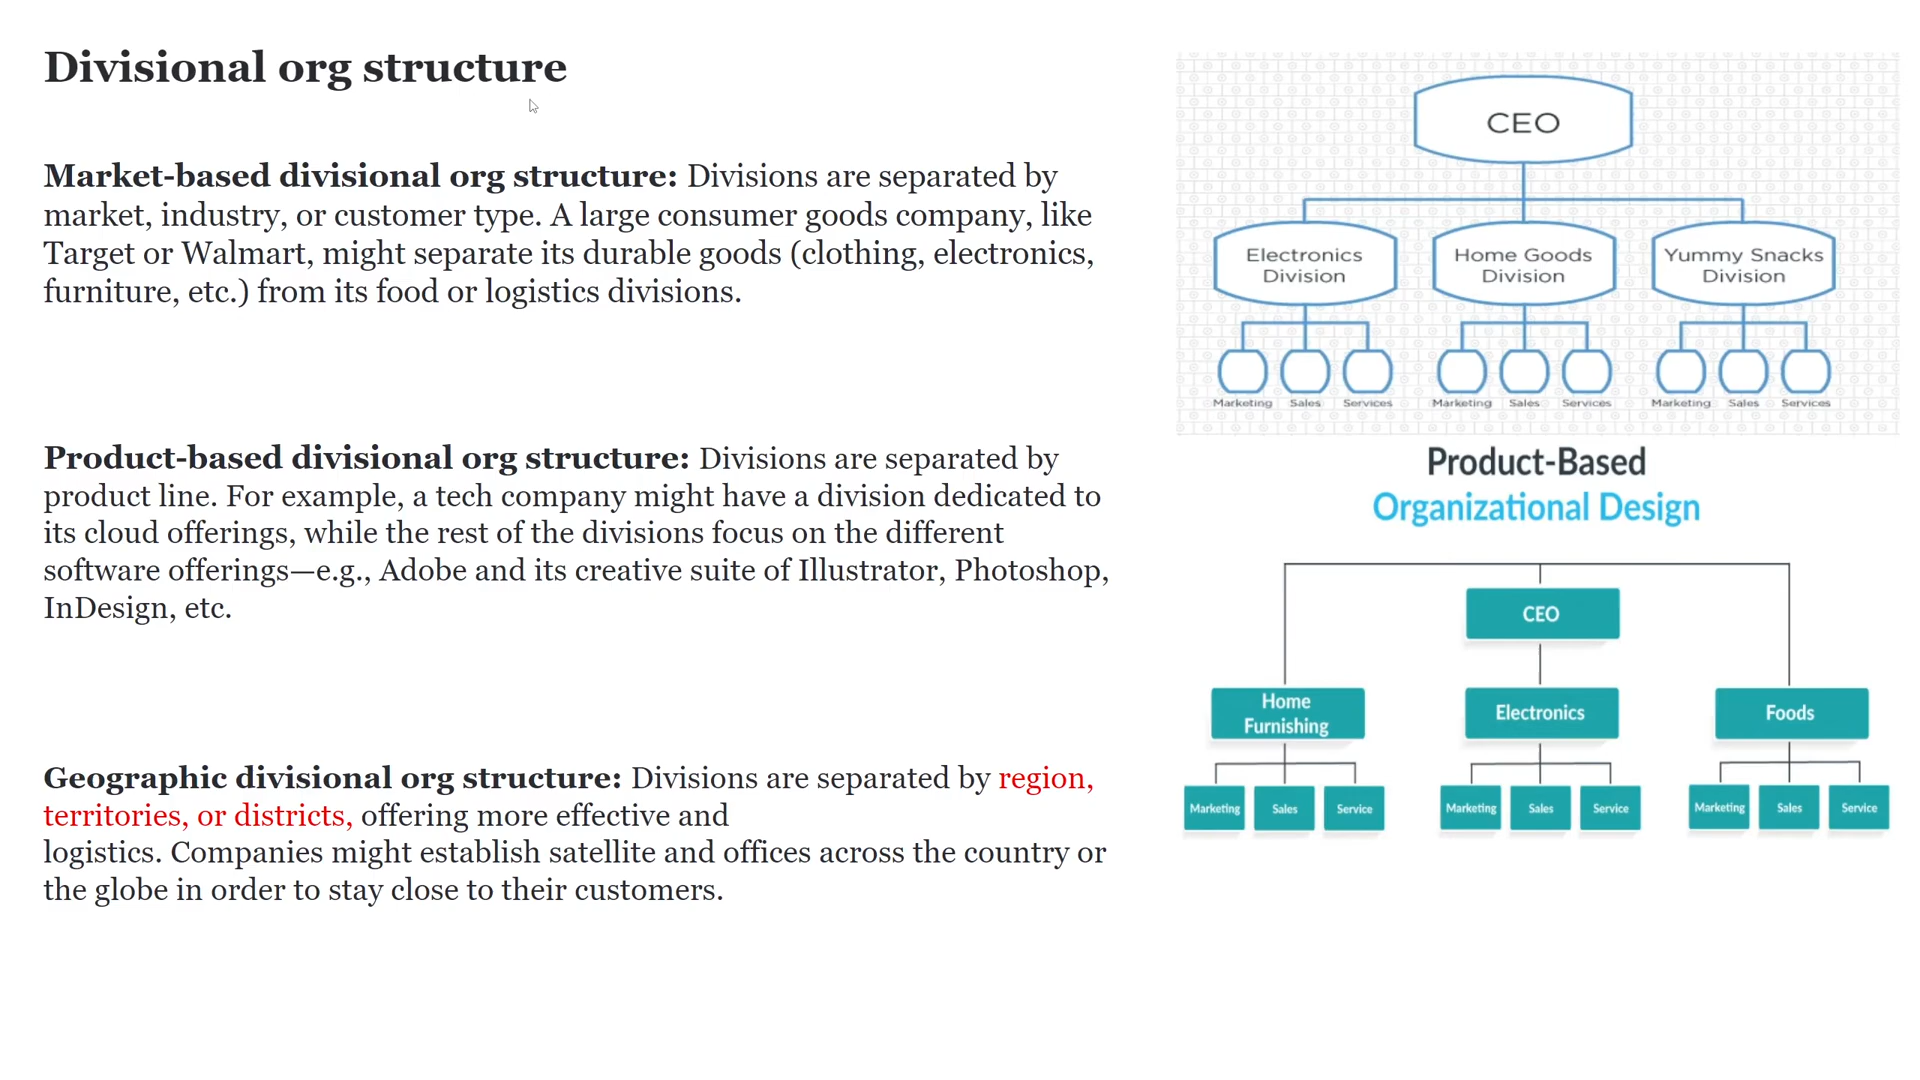 Divisional org structure
Market-based divisional org structure: Divisions are separated by
market, industry, or customer type. A large consumer goods company, like
Target or Walmart, might separate its durable goods (clothing, electronics,
furniture, etc.) from its food or logistics divisions.
Product-based divisional org structure: Divisions are separated by
product line. For example, a tech company might have a division dedicated to
its cloud offerings, while the rest of the divisions focus on the different
software offerings—e.g., Adobe and its creative suite of Illustrator, Photoshop,
InDesign, etc.
Geographic divisional org structure: Divisions are separated by region,
territories, or districts, offering more effective and
logistics. Companies might establish satellite and offices across the country or
the globe in order to stay close to their customers.
CEO
Electronics
Division
Home Goods
Division
Yummy Snacks
Division
Marketing Sales Services
Marketing Sales Services
Marketing Sales Services
Product-Based
Organizational Design
CEO
Home
Furnishing
Electronics
Foods
Marketing Sales Service
Marketing Sales Service
Marketing Sales Service